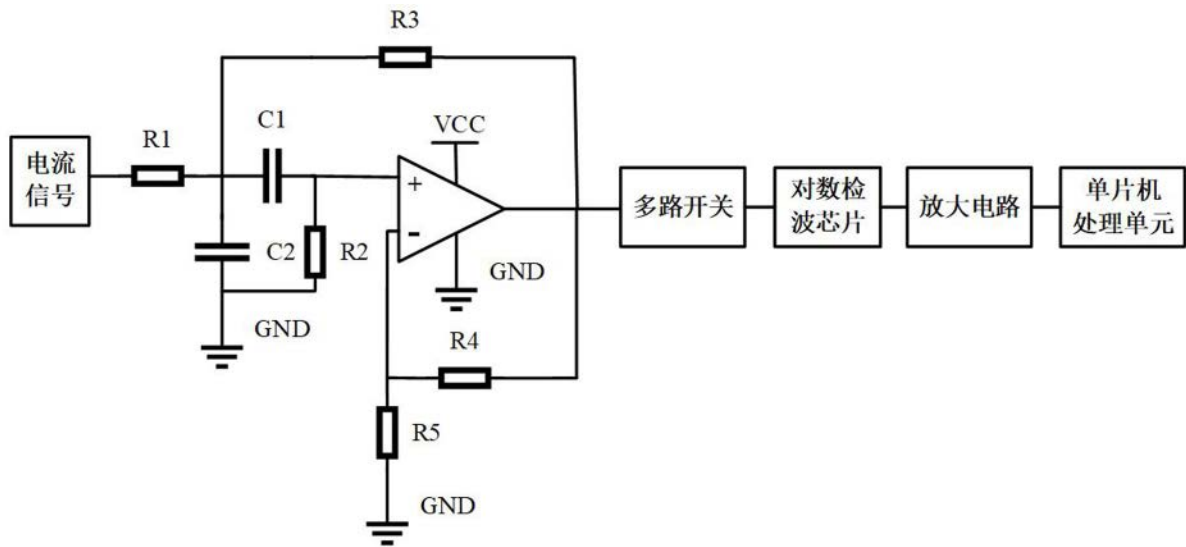 R3
C1
VCC
R1
电流
信号
+
-
多路开关
对数检
波芯片
放大电路
单片机
处理单元
C2
R2
GND
GND
R4
R5
GND